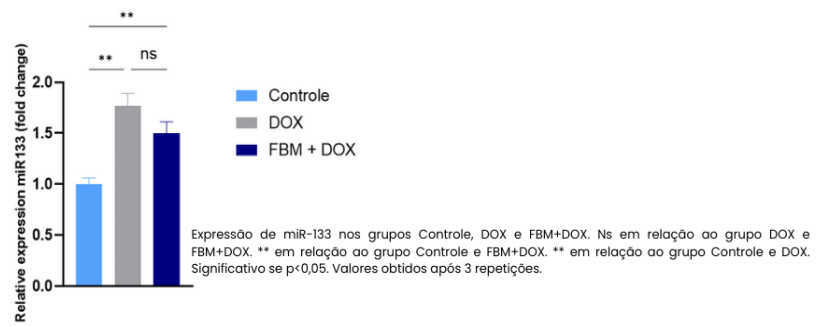 **
** ns
Relative expression miR133 (fold change)
2.0
1.5
1.0
0.5
0.0
Controle
DOX
FBM + DOX
Expressão de miR-133 nos grupos Controle, DOX e FBM+DOX. Ns em relação ao grupo DOX e
FBM+DOX. ** em relação ao grupo Controle e FBM+DOX. ** em relação ao grupo Controle e DOX.
Significativo se p<0,05. Valores obtidos após 3 repetições.